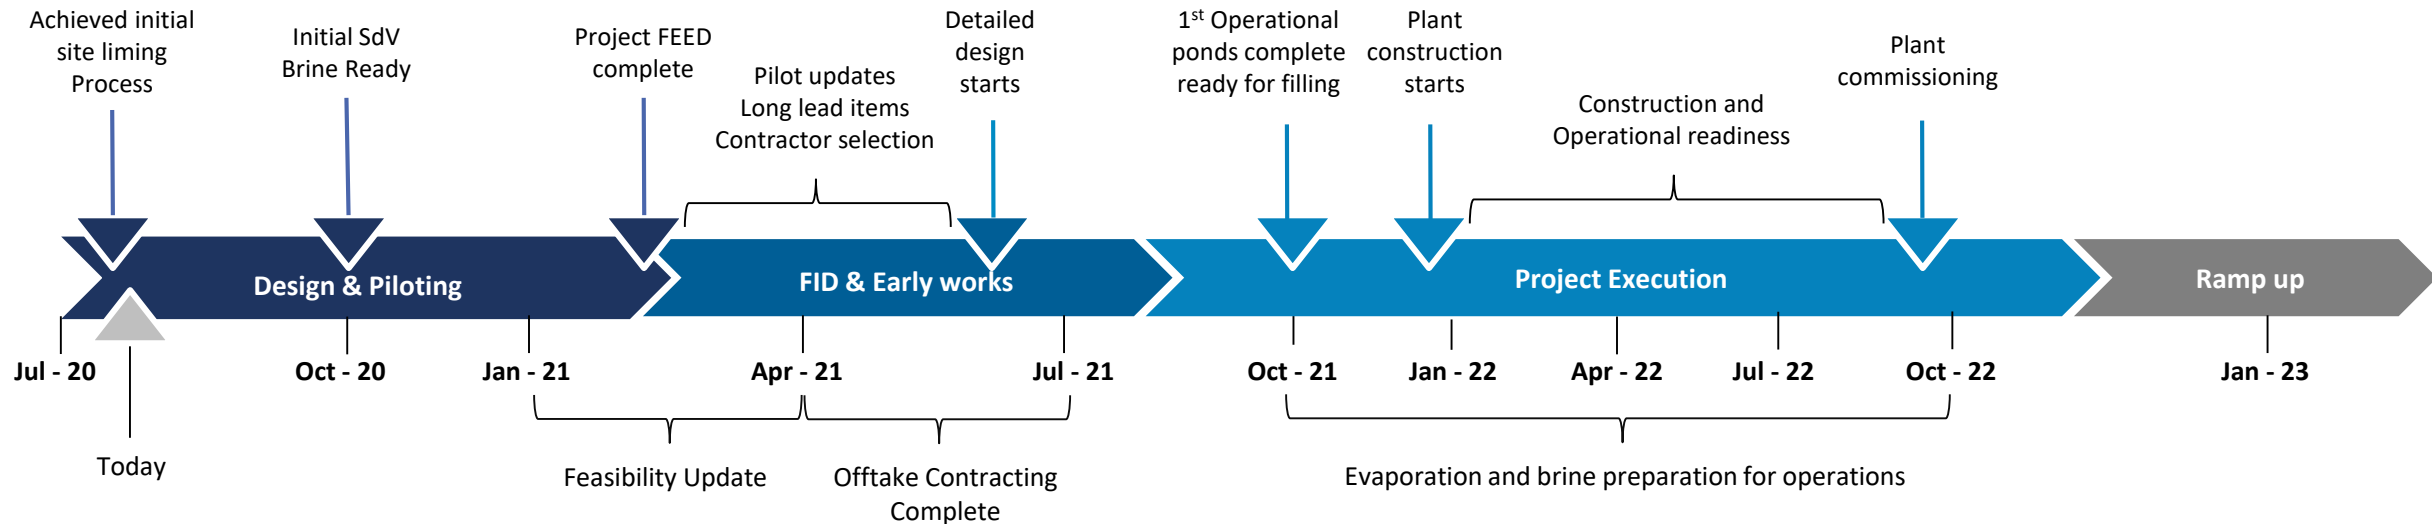 Achieved initial
site liming
Process
Initial SdV
Brine Ready
Project FEED
complete
Pilot updates
Long lead items
Contractor selection
Detailed
design
starts
1st Operational
ponds complete
ready for filling
Plant
construction
starts
Construction and
Operational readiness
Plant
commissioning
Design & Piloting
FID & Early works
Project Execution
Ramp up
Jul - 20
Oct - 20
Jan - 21
Apr - 21
Jul - 21
Oct - 21
Jan - 22
Apr - 22
Jul - 22
Oct - 22
Jan - 23
Today
Feasibility Update
Offtake Contracting
Complete
Evaporation and brine preparation for operations